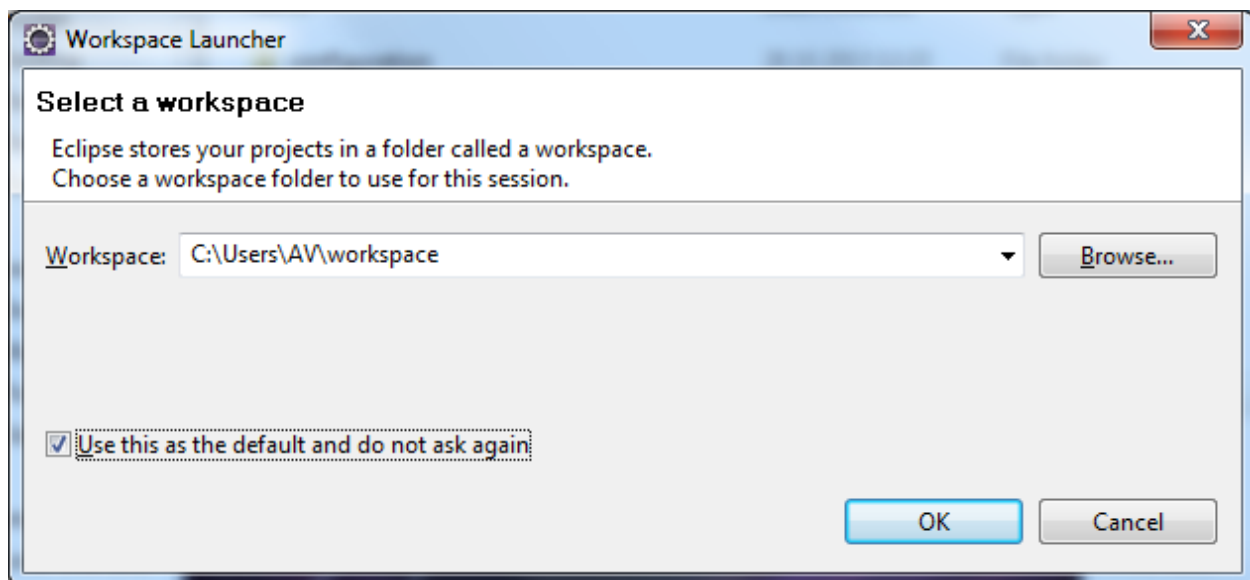 Workspace Launcher
Select a workspace
Eclipse stores your projects in a folder called a workspace.
Choose a workspace folder to use for this session.
Workspace: C:\Users\AV\workspace Browse...
Use this as the default and do not ask again
OK Cancel